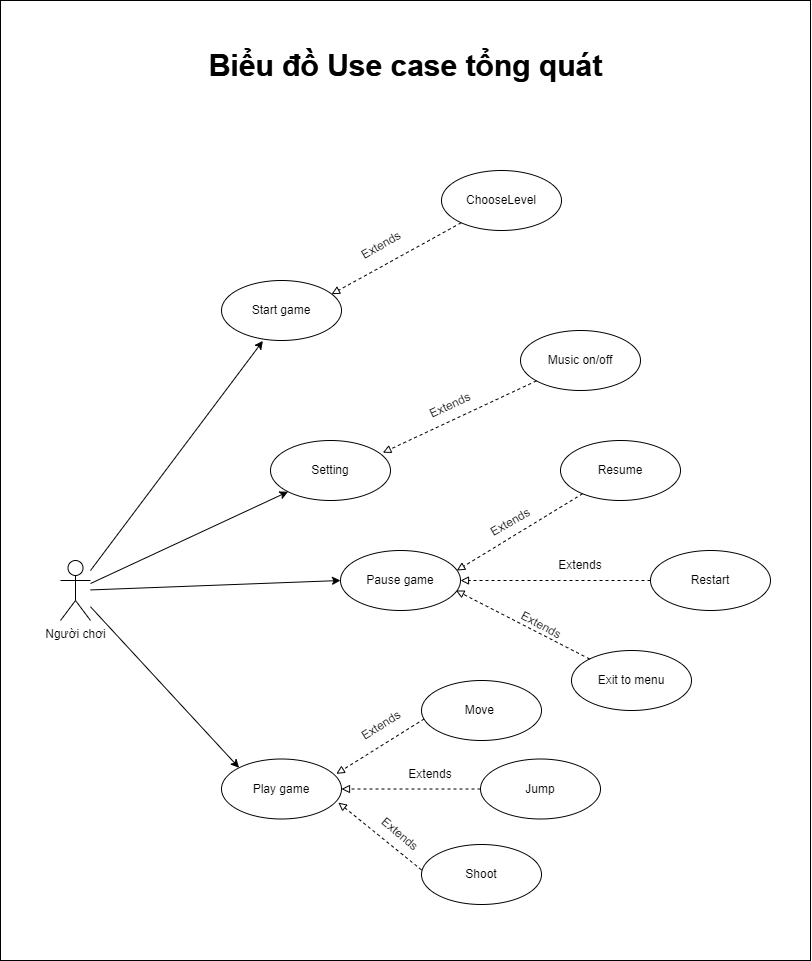 Biểu đồ Use case tổng quát
ChooseLevel
Extends
Start game
Music on/off
Extends
Setting
Resume
Extends
Extends
Pause game
Restart
Extends
Người chơi
Exit to menu
Move
Extends
Extends
Play game
Jump
Extends
Shoot